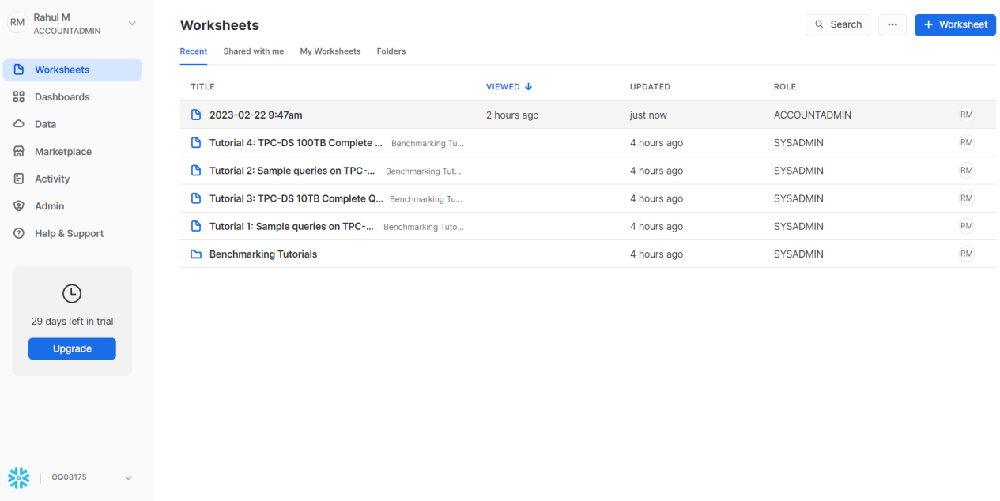 RM Rahul M
ACCOUNTADMIN
Worksheets
Dashboards
Data
Marketplace
Activity
Admin
Help & Support
29 days left in trial
Upgrade
OQ08175
Worksheets
Search
... + Worksheet
Recent Shared with me My Worksheets Folders
TITLE VIEWED UPDATED ROLE
2023-02-22 9:47am 2 hours ago just now ACCOUNTADMIN RM
Tutorial 4: TPC-DS 100TB Complete ... Benchmarking Tu... 4 hours ago SYSADMIN RM
Tutorial 2: Sample queries on TPC-... Benchmarking Tut... 4 hours ago SYSADMIN RM
Tutorial 3: TPC-DS 10TB Complete Q... Benchmarking Tu... 4 hours ago SYSADMIN RM
Tutorial 1: Sample queries on TPC-... Benchmarking Tuto... 4 hours ago SYSADMIN RM
Benchmarking Tutorials 4 hours ago SYSADMIN RM